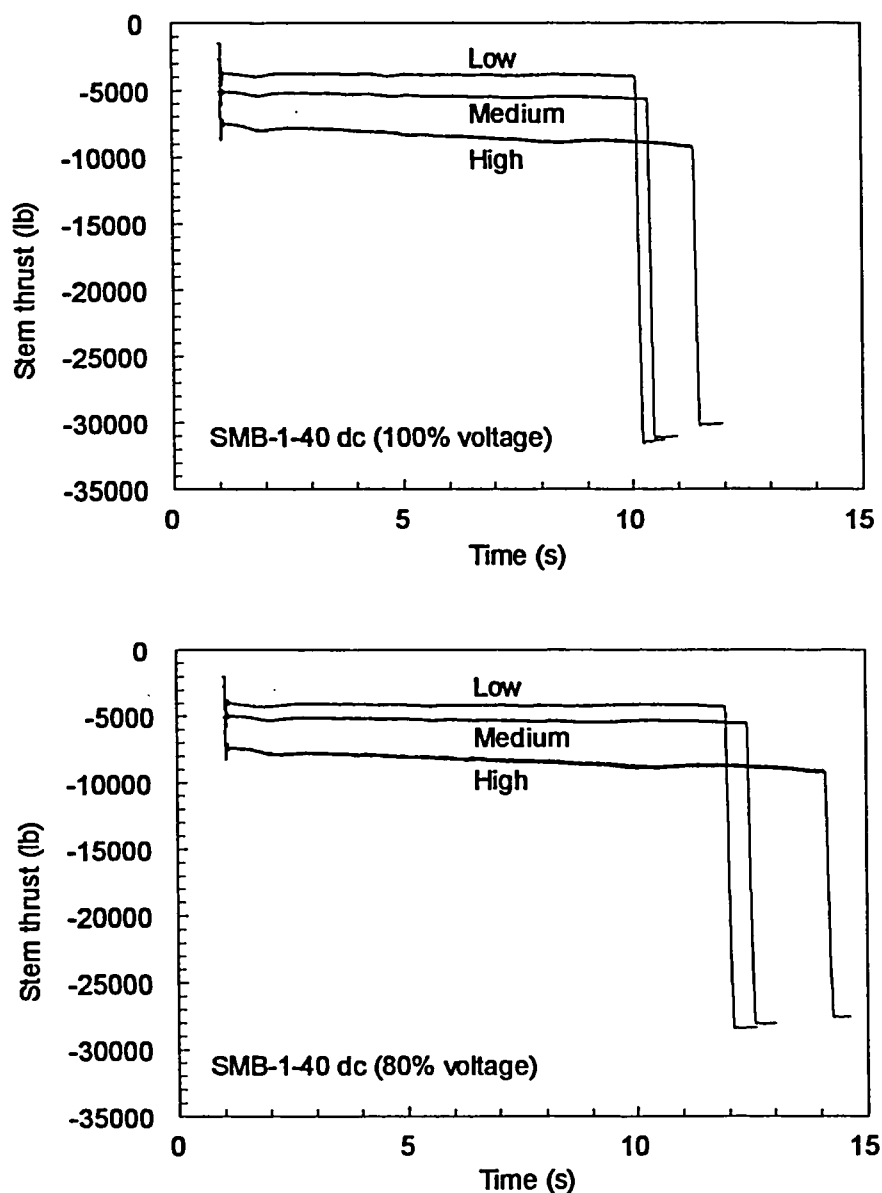 0
-5000
-10000
-15000
-20000
-25000
-30000
-35000
Stem thrust (lb)
Low
Medium
High
SMB-1-40 dc (100% voltage)
0 5 10 15
Time (s)
0
-5000
-10000
-15000
-20000
-25000
-30000
-35000
Stem thrust (lb)
Low
Medium
High
SMB-1-40 dc (80% voltage)
0 5 10 15
Time (s)